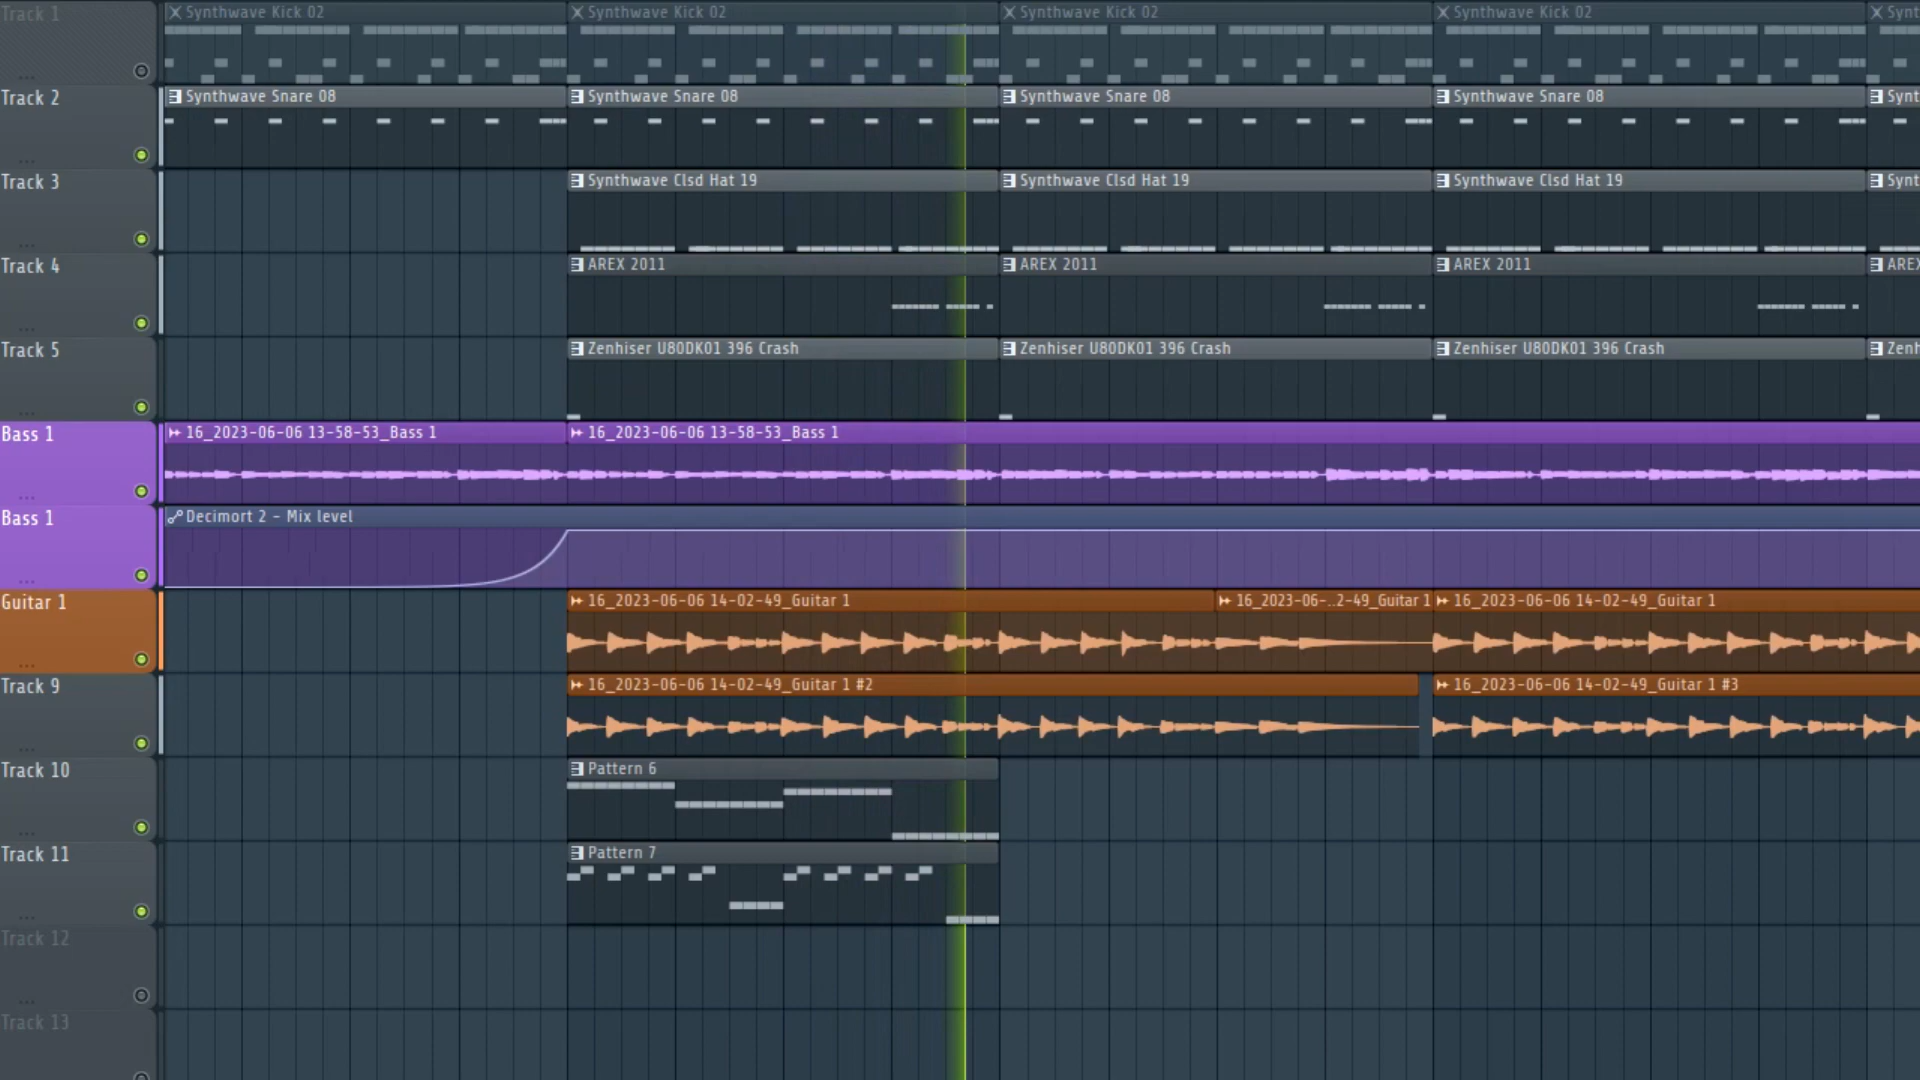 Track 1 Synthwave Kick 02 Synthwave Kick 02 Synthwave Kick 02 Synthwave Kick 02 Synt
Track 2 Synthwave Snare 08 Synthwave Snare 08 Synthwave Snare 08 Synthwave Snare 08 Synt
Track 3 Synthwave Clsd Hat 19 Synthwave Clsd Hat 19 Synthwave Clsd Hat 19 Synt
Track 4 AREX 2011 AREX 2011 AREX 2011 AREX
Track 5 Zenhiser U80DK01 396 Crash Zenhiser U80DK01 396 Crash Zenhiser U80DK01 396 Crash Zenh
Bass 1 16_2023-06-06 13-58-53_Bass 1 16_2023-06-06 13-58-53_Bass 1
Bass 1 Decimort 2 - Mix level
Guitar 1 16_2023-06-06 14-02-49_Guitar 1 16_2023-06-..2-49_Guitar 1 16_2023-06-06 14-02-49_Guitar 1
Track 9 16_2023-06-06 14-02-49_Guitar 1 #2 16_2023-06-06 14-02-49_Guitar 1 #3
Track 10 Pattern 6
Track 11 Pattern 7
Track 12
Track 13